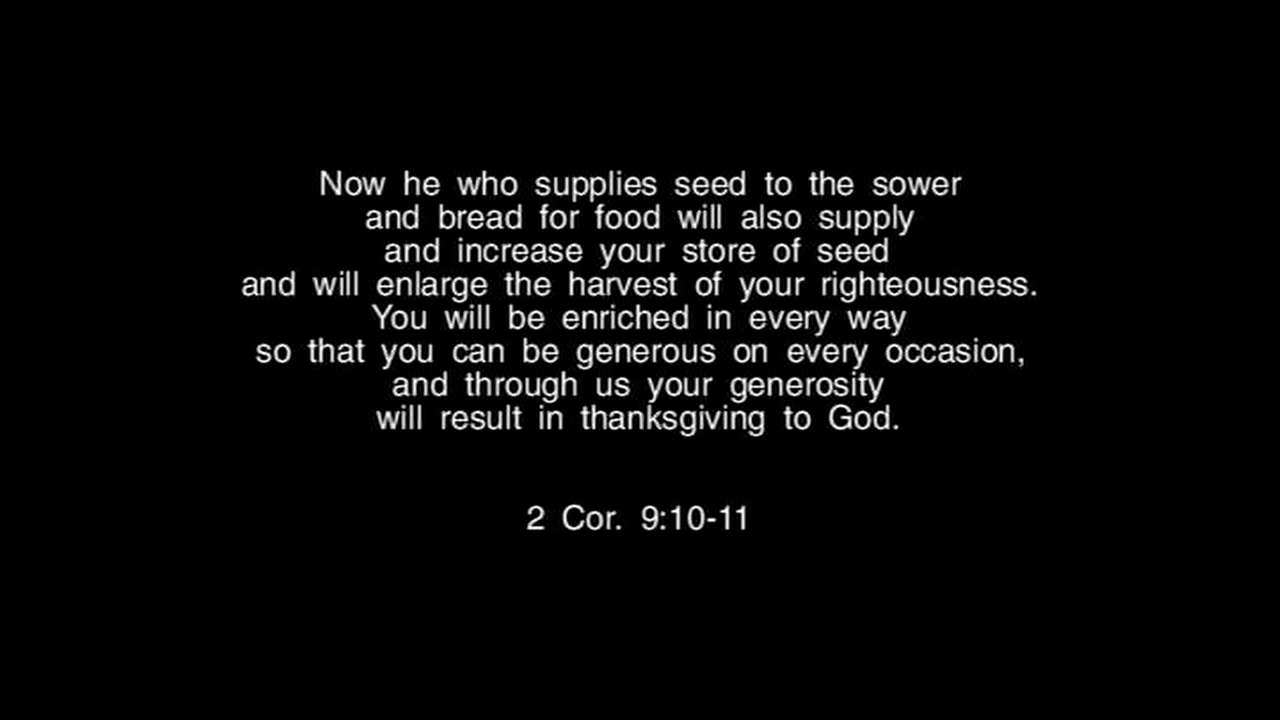 Now he who supplies seed to the sower
and bread for food will also supply
and increase your store of seed
and will enlarge the harvest of your righteousness.
You will be enriched in every way
so that you can be generous on every occasion,
and through us your generosity
will result in thanksgiving to God.
2 Cor. 9:10-11